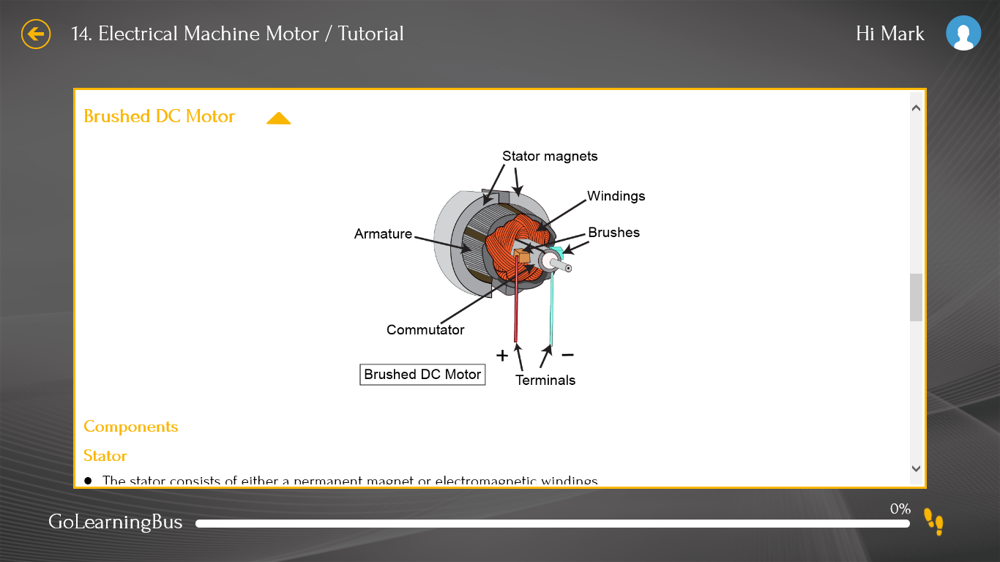 14. Electrical Machine Motor / Tutorial
Hi Mark
Brushed DC Motor
Stator magnets
Windings
Armature
Brushes
Commutator
+
−
Brushed DC Motor
Terminals
Components
Stator
● The stator consists of either a permanent magnet or electromagnetic windings
0%
GoLearningBus